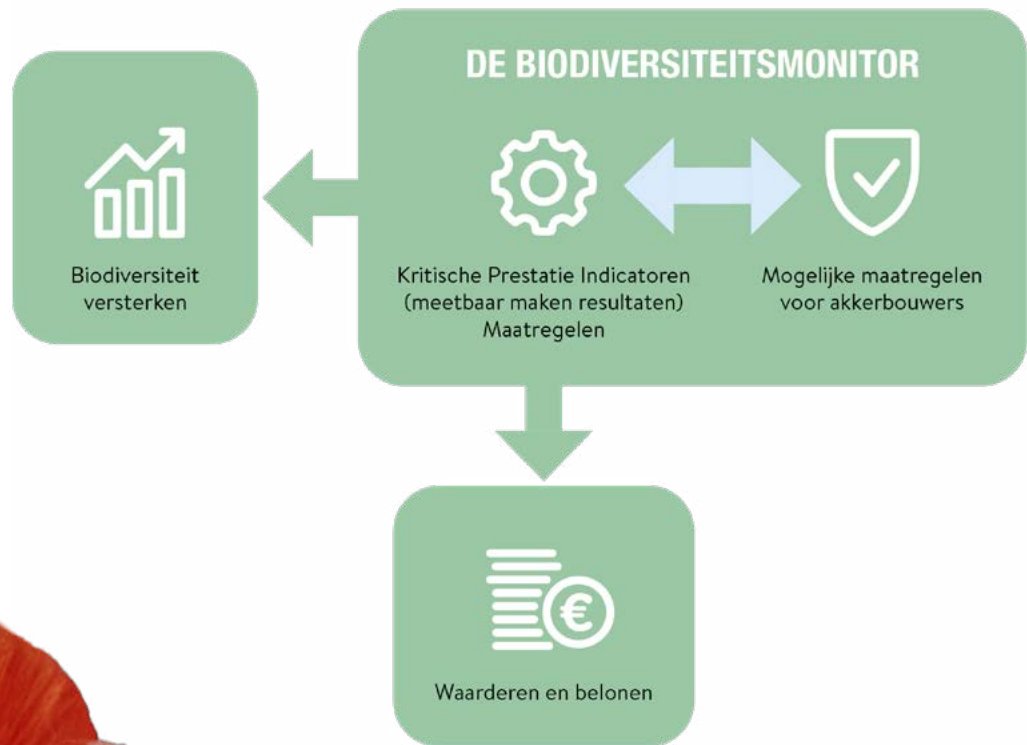 DE BIODIVERSITEITSMONITOR
Biodiversiteit
versterken
Kritische Prestatie Indicatoren
(meetbaar maken resultaten)
Maatregelen
Mogelijke maatregelen
voor akkerbouwers
€
Waarderen en belonen